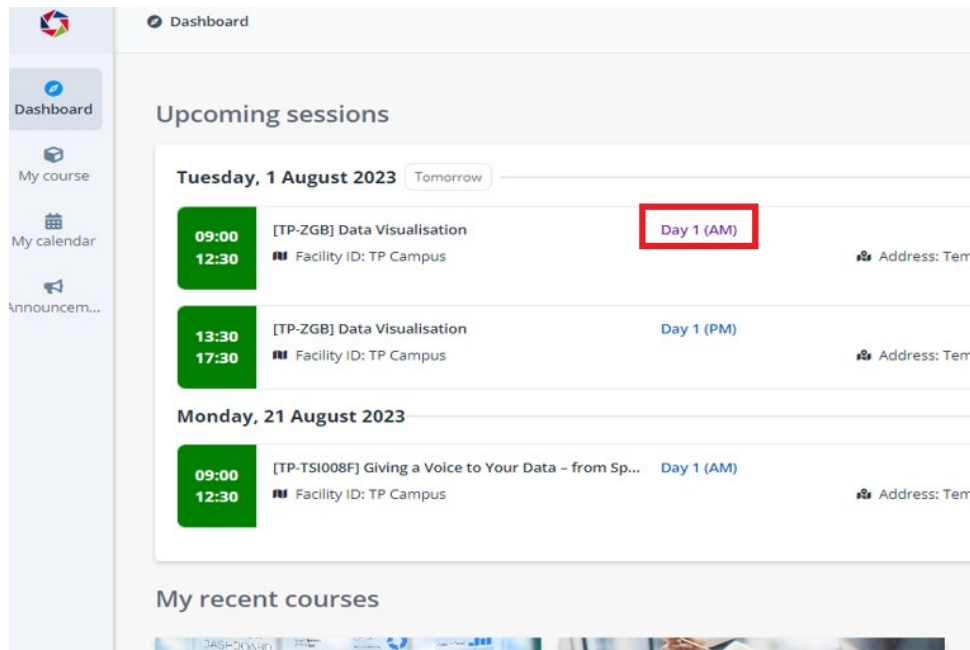 Dashboard
Dashboard
My course
My calendar
Announcem...
Upcoming sessions
Tuesday, 1 August 2023 Tomorrow
09:00
12:30
[TP-ZGB] Data Visualisation Day 1 (AM)
Facility ID: TP Campus Address: Tem
13:30
17:30
[TP-ZGB] Data Visualisation Day 1 (PM)
Facility ID: TP Campus Address: Tem
Monday, 21 August 2023
09:00
12:30
[TP-TSI008F] Giving a Voice to Your Data – from Sp... Day 1 (AM)
Facility ID: TP Campus Address: Tem
My recent courses
DASHBOARD